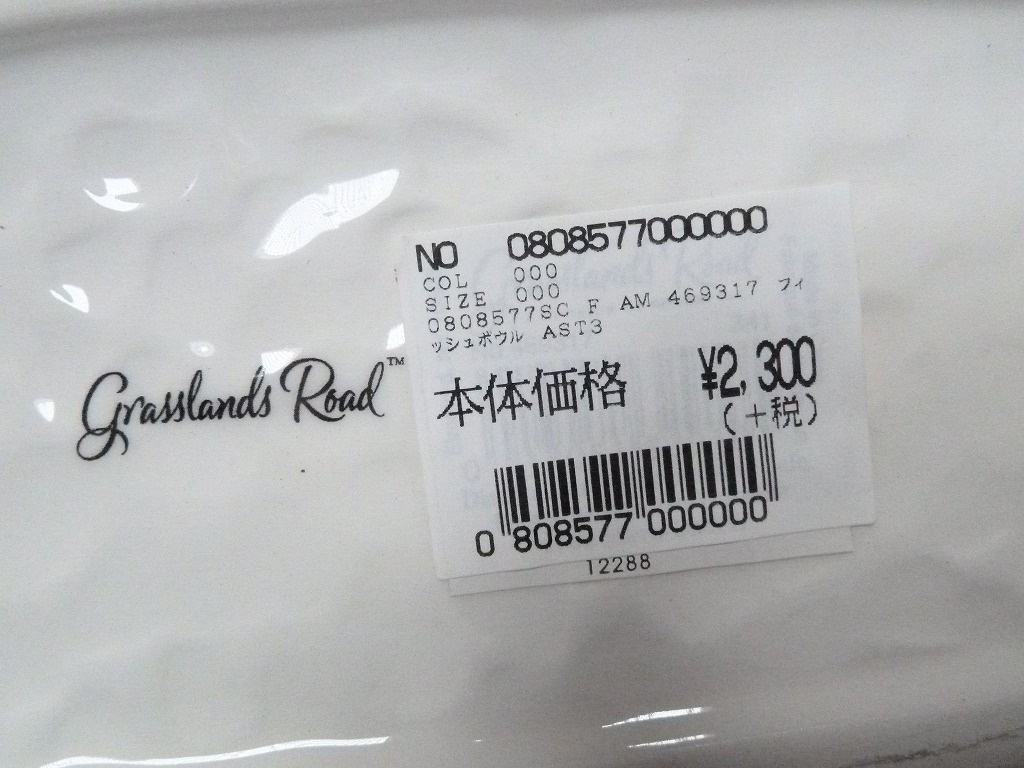 Grasslands Road™
NO 0808577000000
COL 000
SIZE 000
0808577SC F AM 469317 フィ
ッシュボウル AST3
本体価格 ¥2,300
(+税)
0 808577 000000
12288